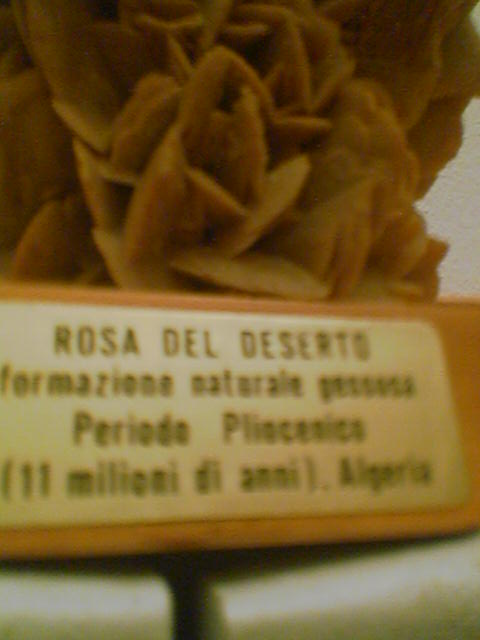 ROSA DEL DESERTO
formazione naturale gessosa
Periodo Pliocenico
(11 milioni di anni). Algeria